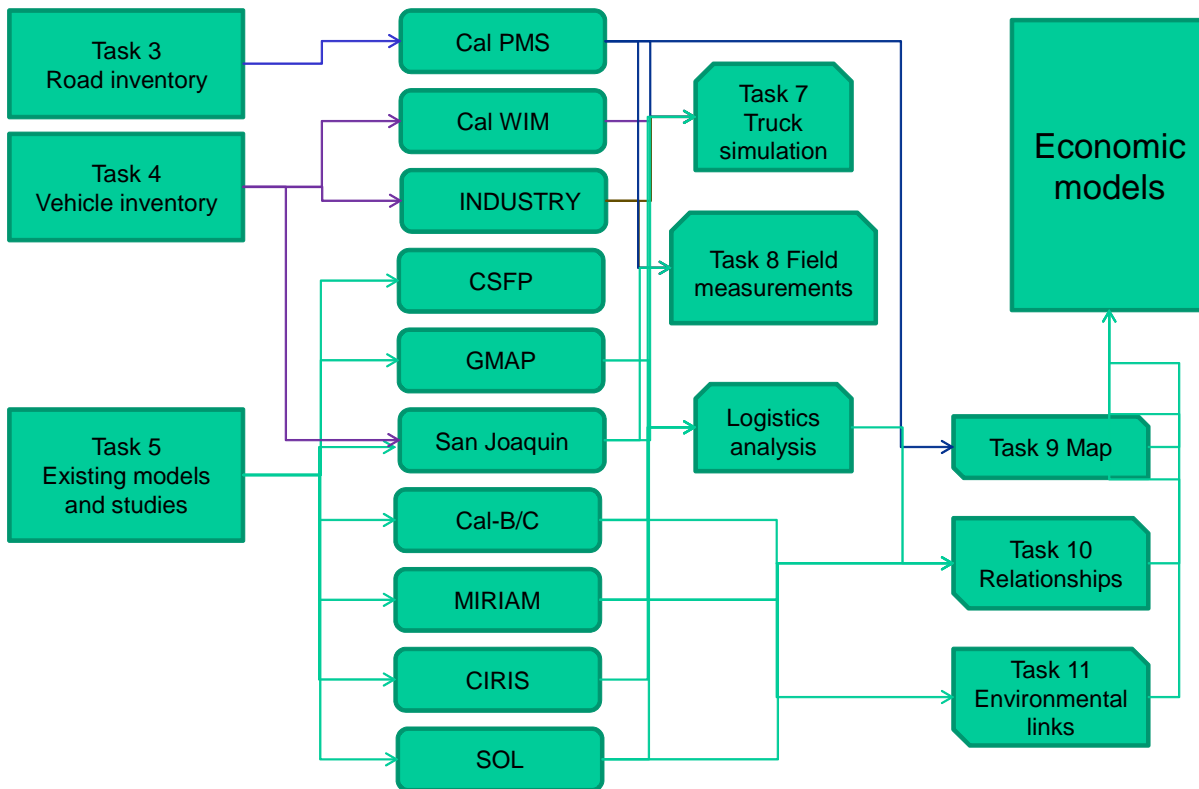 Task 3
Road inventory
Task 4
Vehicle inventory
Task 5
Existing models
and studies
Cal PMS
Cal WIM
INDUSTRY
CSFP
GMAP
San Joaquin
Cal-B/C
MIRIAM
CIRIS
SOL
Task 7
Truck
simulation
Task 8 Field
measurements
Logistics
analysis
Economic
models
Task 9 Map
Task 10
Relationships
Task 11
Environmental
links